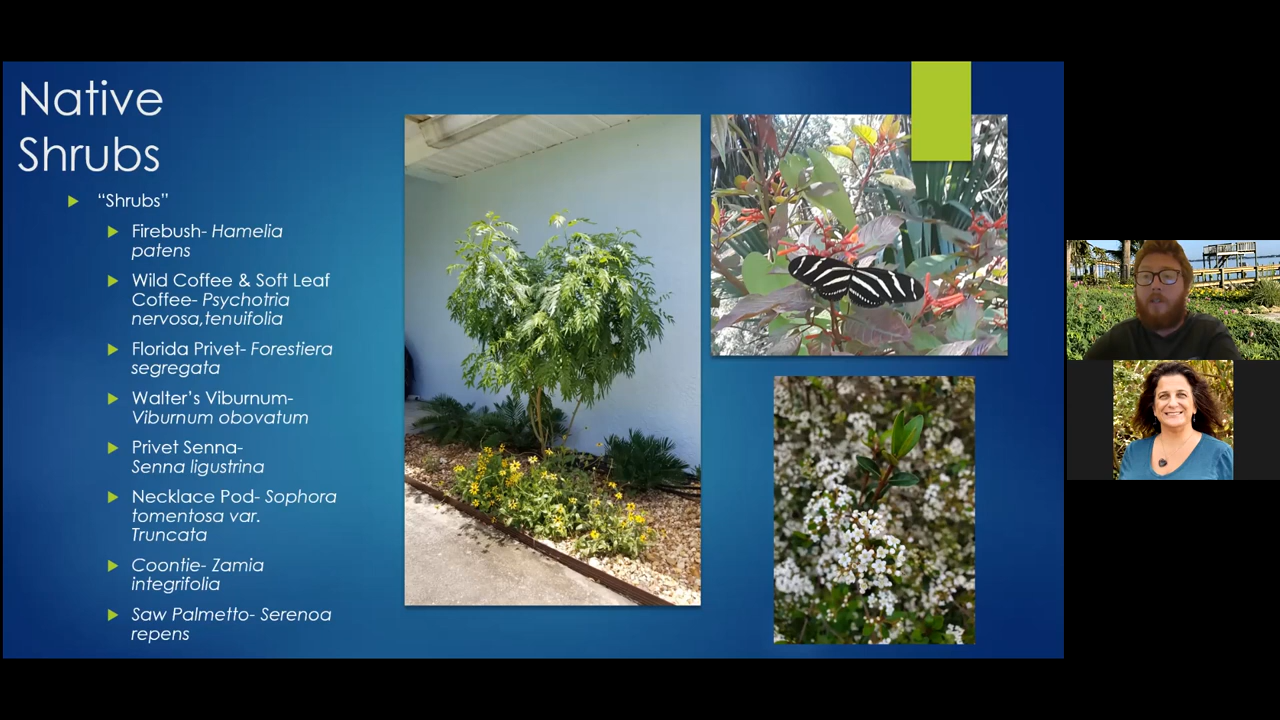 Native
Shrubs
“Shrubs”
Firebush- Hamelia
patens
Wild Coffee & Soft Leaf
Coffee- Psychotria
nervosa,tenuifolia
Florida Privet- Forestiera
segregata
Walter’s Viburnum-
Viburnum obovatum
Privet Senna-
Senna ligustrina
Necklace Pod- Sophora
tomentosa var.
Truncata
Coontie- Zamia
integrifolia
Saw Palmetto- Serenoa
repens